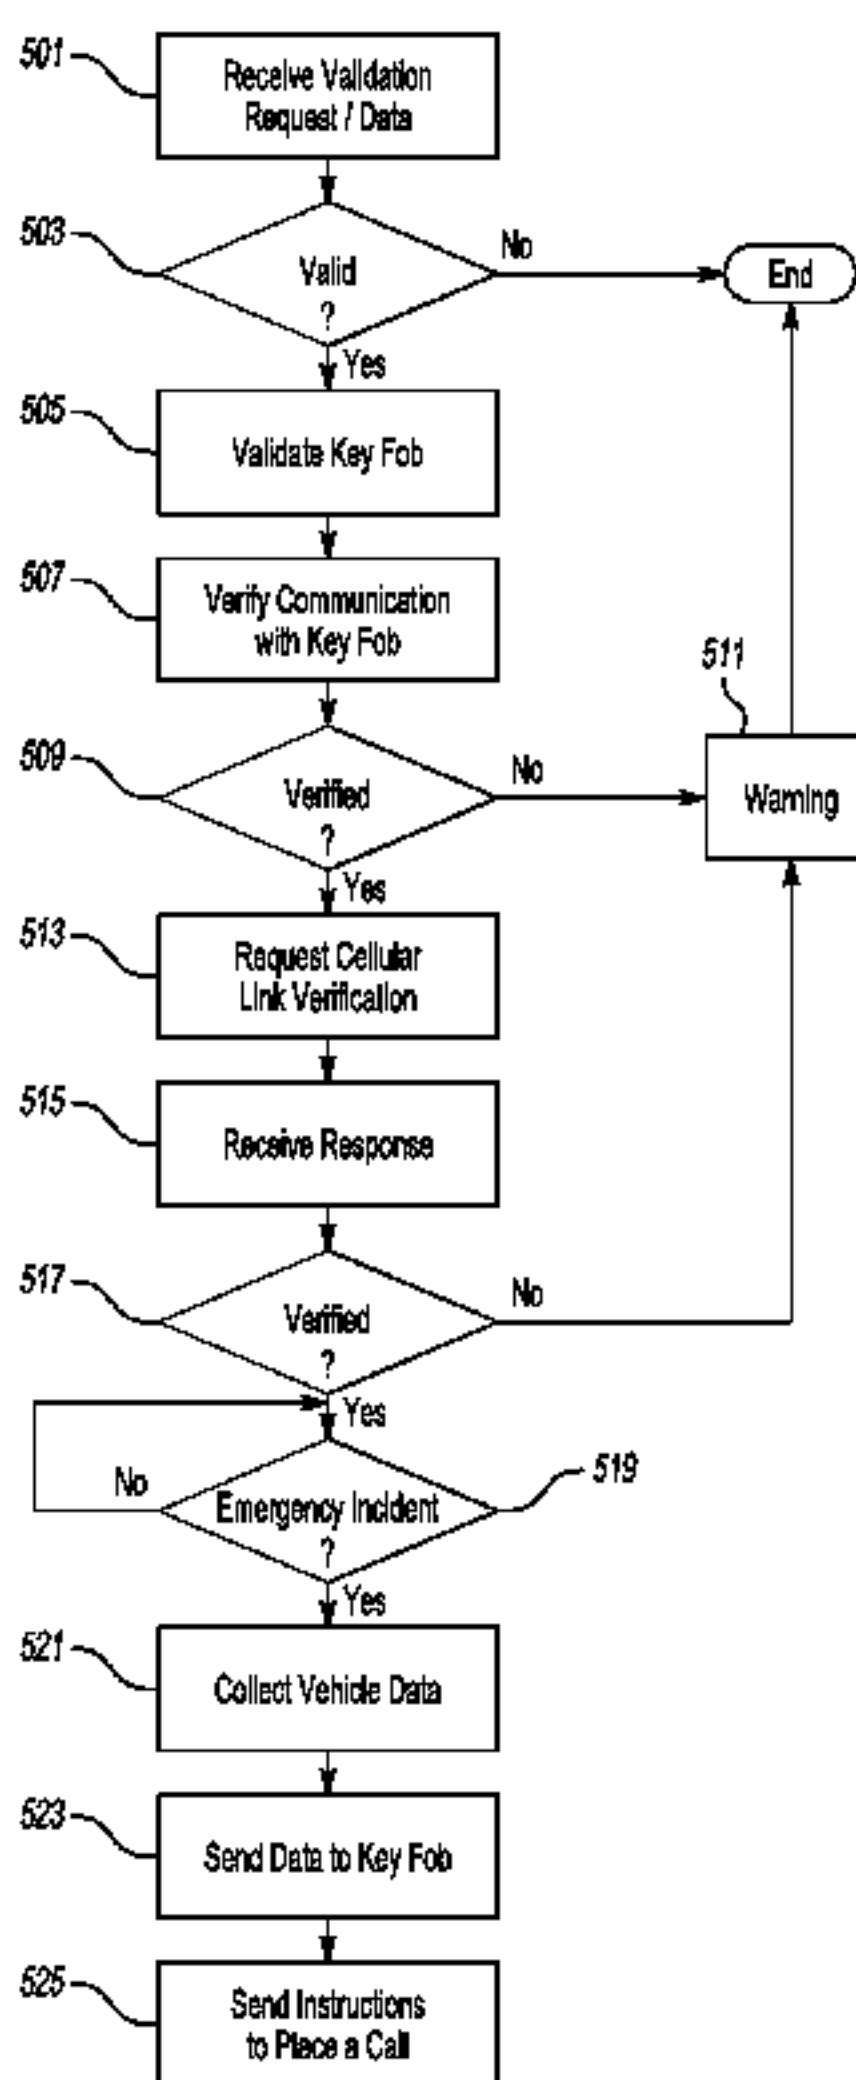 501
Receive Validation
Request / Data
503
Valid
?
No
End
Yes
505
Validate Key Fob
507
Verify Communication
with Key Fob
511
509
Verified
?
No
Warning
Yes
513
Request Cellular
Link Verification
515
Receive Response
517
Verified
?
No
Yes
No
Emergency Incident
?
519
Yes
521
Collect Vehicle Data
523
Send Data to Key Fob
525
Send Instructions
to Place a Call